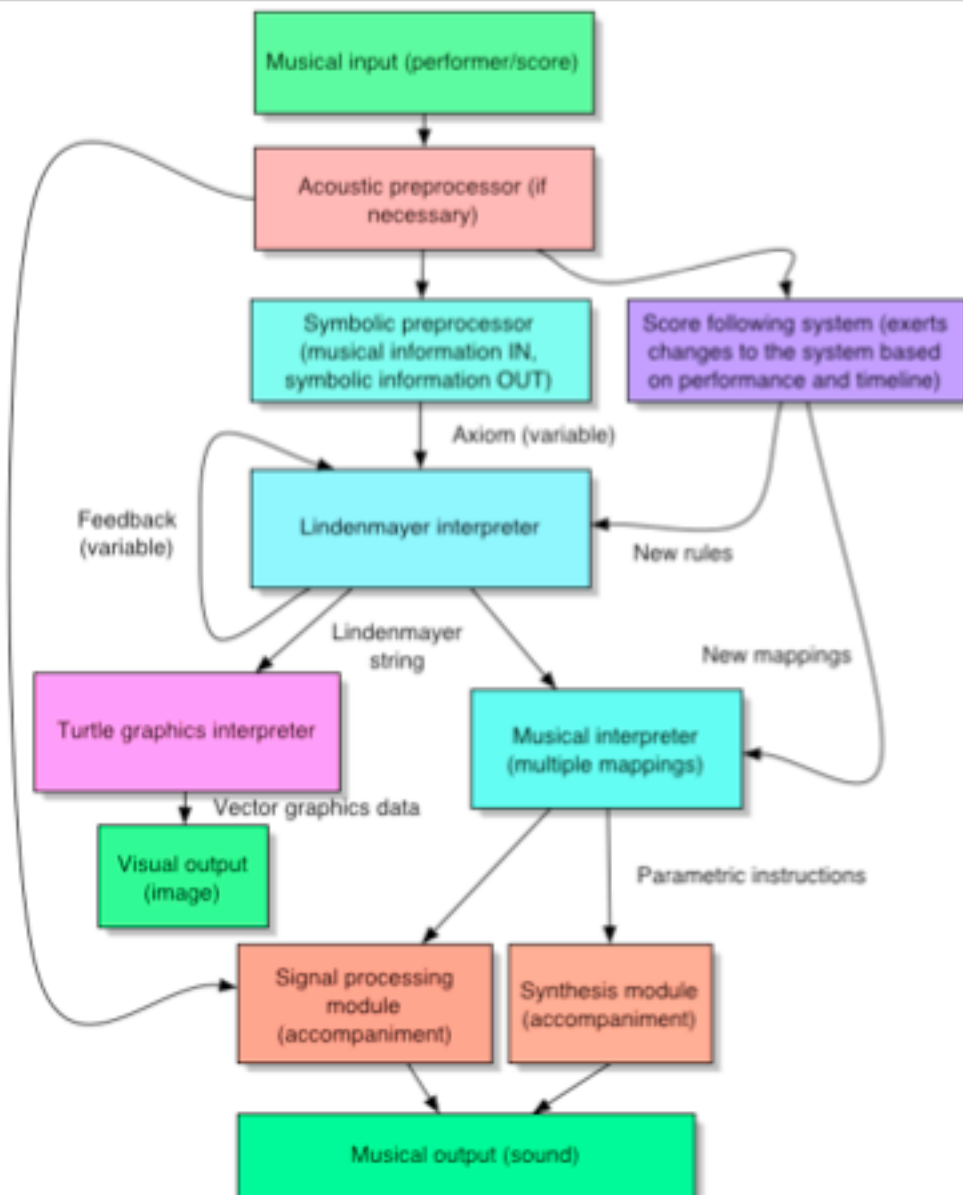 Musical input (performer/score)
Acoustic preprocessor (if
necessary)
Symbolic preprocessor
(musical information IN,
symbolic information OUT)
Score following system (exerts
changes to the system based
on performance and timeline)
Axiom (variable)
Feedback
(variable)
Lindenmayer interpreter
New rules
Lindenmayer
string
New mappings
Turtle graphics interpreter
Musical interpreter
(multiple mappings)
Vector graphics data
Visual output
(image)
Parametric instructions
Signal processing
module
(accompaniment)
Synthesis module
(accompaniment)
Musical output (sound)